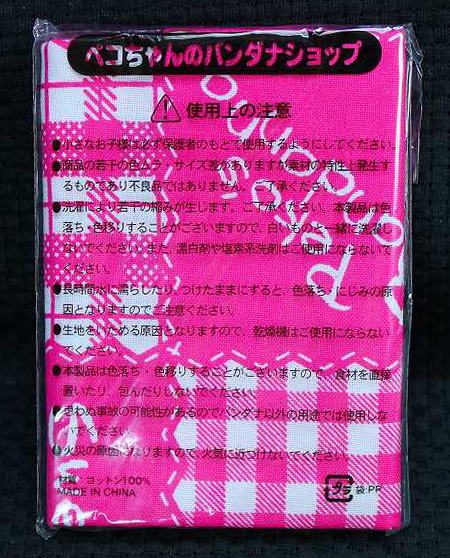 ペコちゃんのバンダナショップ
使用上の注意
●小さなお子様は必ず保護者のもとで使用するようにしてください。
●商品の若干の色ムラ・サイズ差がありますが素材の特性上発生す
るものであり不良品ではありません。ご了承ください。
●洗濯により若干の縮みが生じます。ご了承ください。本製品は色
落ち・色移りすることがございますので、白いものと一緒に洗濯し
ないでください。また、漂白剤や塩素系洗剤はご使用にならないで
ください。
●長時間水に濡らしたり、つけたままにすると、色落ち・にじみの原
因となりますのでご注意ください。
●生地をいためる原因となりますので、乾燥機はご使用にならない
でください。
●本製品は色落ち・色移りすることがございますので、食材を直接
置いたり、包んだりしないでください。
●思わぬ事故の可能性があるのでバンダナ以外の用途では使用しな
いでください。
●火災の原因になりますので、火気に近づけないでください。
材質：コットン100%
MADE IN CHINA
プラ 袋 PP